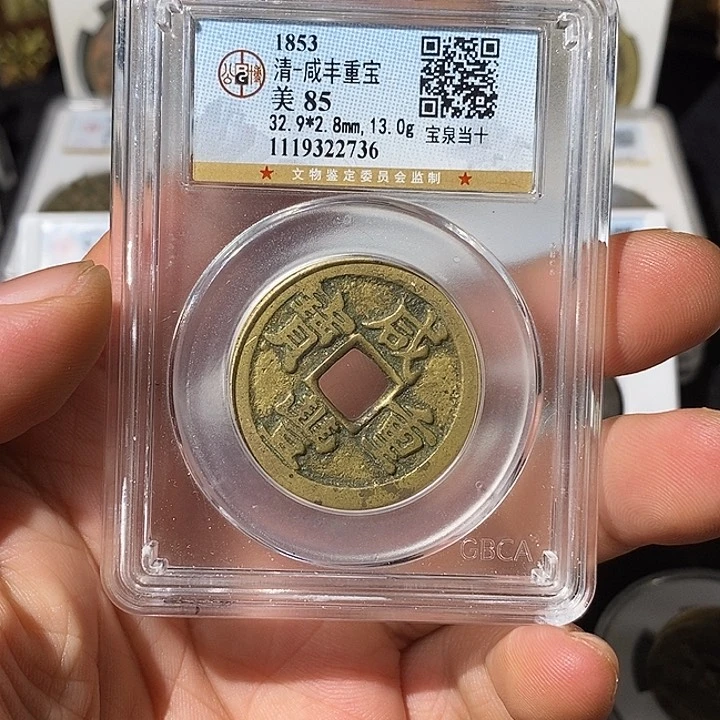 1853
清-咸丰重宝
美 85
32.9*2.8mm, 13.0g 宝泉当十
1119322736
★ 文物鉴定委员会监制 ★
咸豐重寶
GBCA